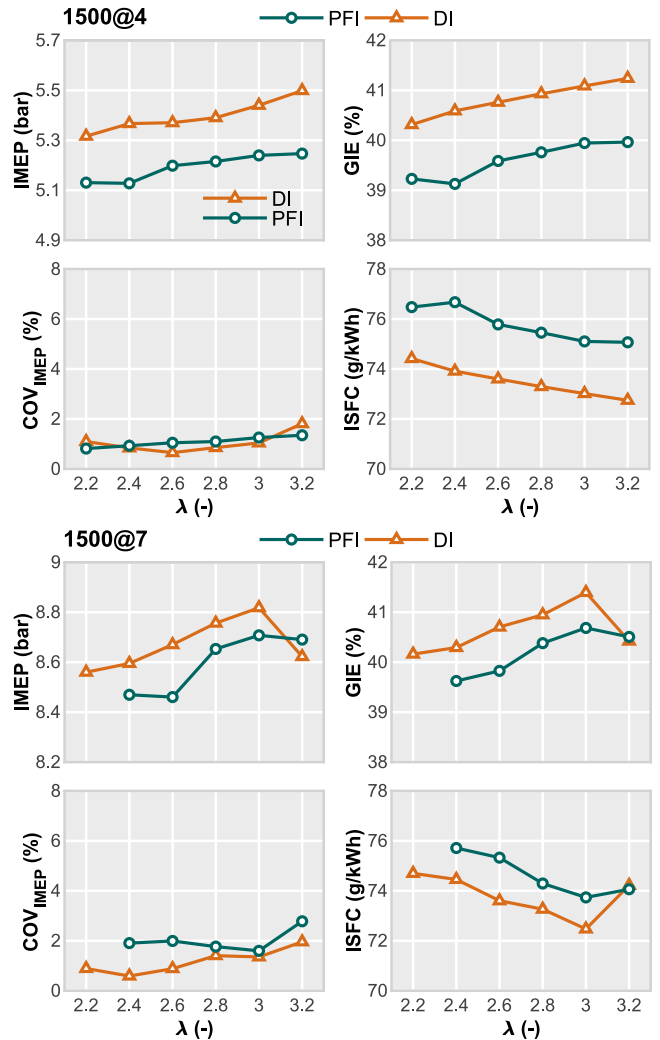 1500@4
PFI DI
5.7
5.5
5.3
5.1
4.9
IMEP (bar)
DI
PFI
42
41
40
39
38
GIE (%)
8
6
4
2
0
COV_IMEP (%)
2.2 2.4 2.6 2.8 3 3.2
λ (-)
78
76
74
72
70
ISFC (g/kWh)
2.2 2.4 2.6 2.8 3 3.2
λ (-)
1500@7
PFI DI
9
8.8
8.6
8.4
8.2
IMEP (bar)
42
41
40
39
38
GIE (%)
8
6
4
2
0
COV_IMEP (%)
2.2 2.4 2.6 2.8 3 3.2
λ (-)
78
76
74
72
70
ISFC (g/kWh)
2.2 2.4 2.6 2.8 3 3.2
λ (-)